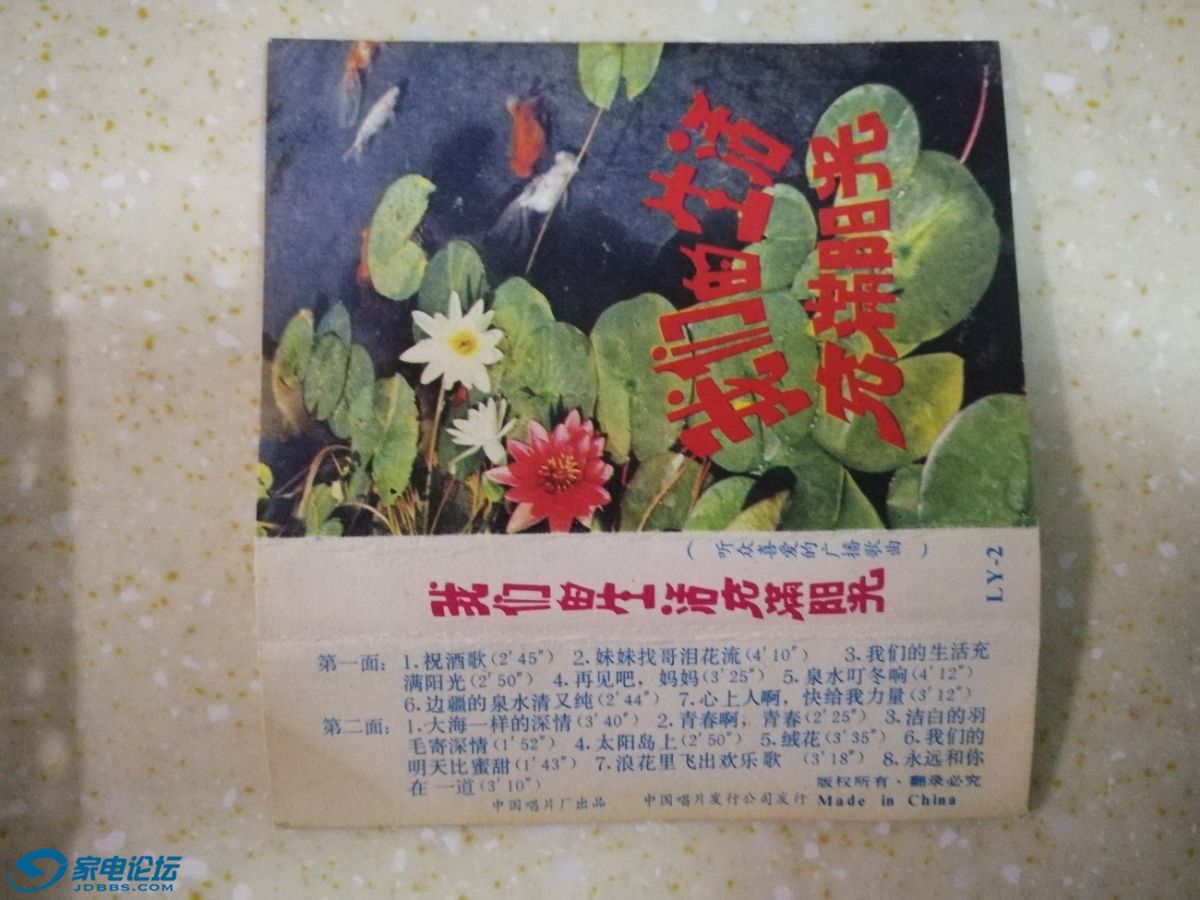 我们的生活
充满阳光
(听众喜爱的广播歌曲)
LY-2
我们的生活充满阳光
第一面：1.祝酒歌(2′45″) 2.妹妹找哥泪花流(4′10″) 3.我们的生活充
满阳光(2′50″) 4.再见吧，妈妈(3′25″) 5.泉水叮冬响(4′12″)
6.边疆的泉水清又纯(2′44″) 7.心上人啊，快给我力量(3′12″)
第二面：1.大海一样的深情(3′40″) 2.青春啊，青春(2′25″) 3.洁白的羽
毛寄深情(1′52″) 4.太阳岛上(2′50″) 5.绒花(3′35″) 6.我们的
明天比蜜甜(1′43″) 7.浪花里飞出欢乐歌 (3′18″) 8.永远和你
在一道(3′10″)
版权所有·翻录必究
中国唱片厂出品 中国唱片发行公司发行 Made in China
家电论坛
JDBBS.COM